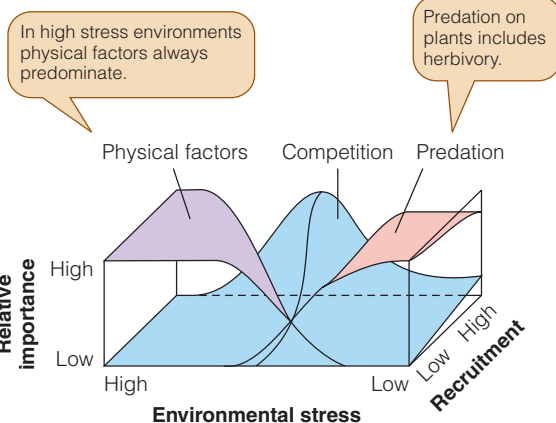 In high stress environments
physical factors always
predominate.
Predation on
plants includes
herbivory.
Physical factors
Competition
Predation
High
Low
Relative
importance
High
Low
Environmental stress
Low
High
Recruitment